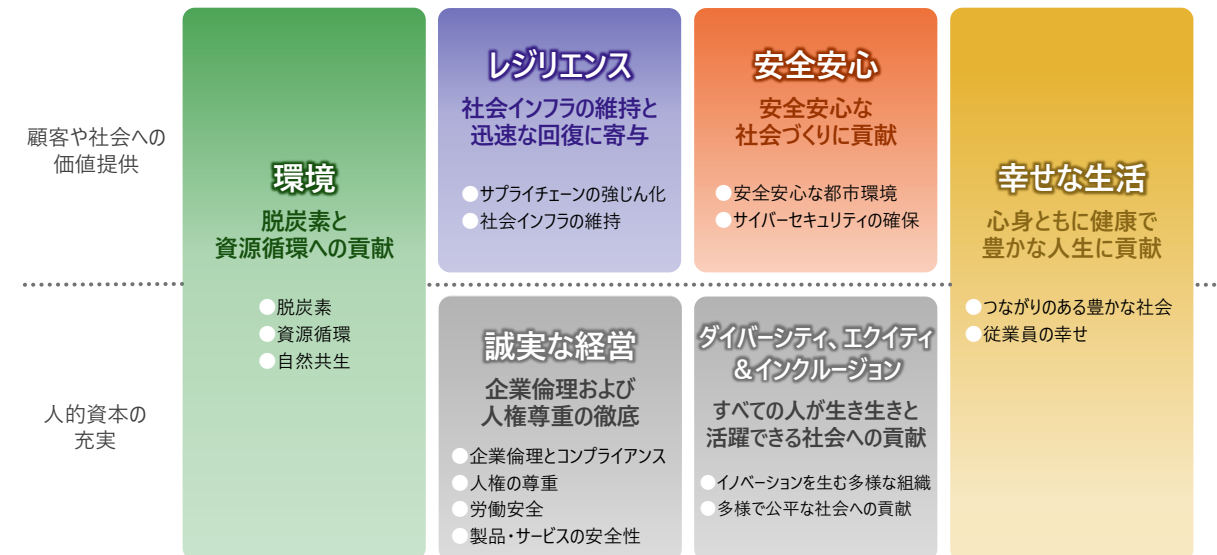 顧客や社会への
価値提供
人的資本の
充実
環境
脱炭素と
資源循環への貢献
●脱炭素
●資源循環
●自然共生
レジリエンス
社会インフラの維持と
迅速な回復に寄与
●サプライチェーンの強じん化
●社会インフラの維持
安全安心
安全安心な
社会づくりに貢献
●安全安心な都市環境
●サイバーセキュリティの確保
誠実な経営
企業倫理および
人権尊重の徹底
●企業倫理とコンプライアンス
●人権の尊重
●労働安全
●製品・サービスの安全性
ダイバーシティ、エクイティ
&インクルージョン
すべての人が生き生きと
活躍できる社会への貢献
●イノベーションを生む多様な組織
●多様で公平な社会への貢献
幸せな生活
心身ともに健康で
豊かな人生に貢献
●つながりのある豊かな社会
●従業員の幸せ